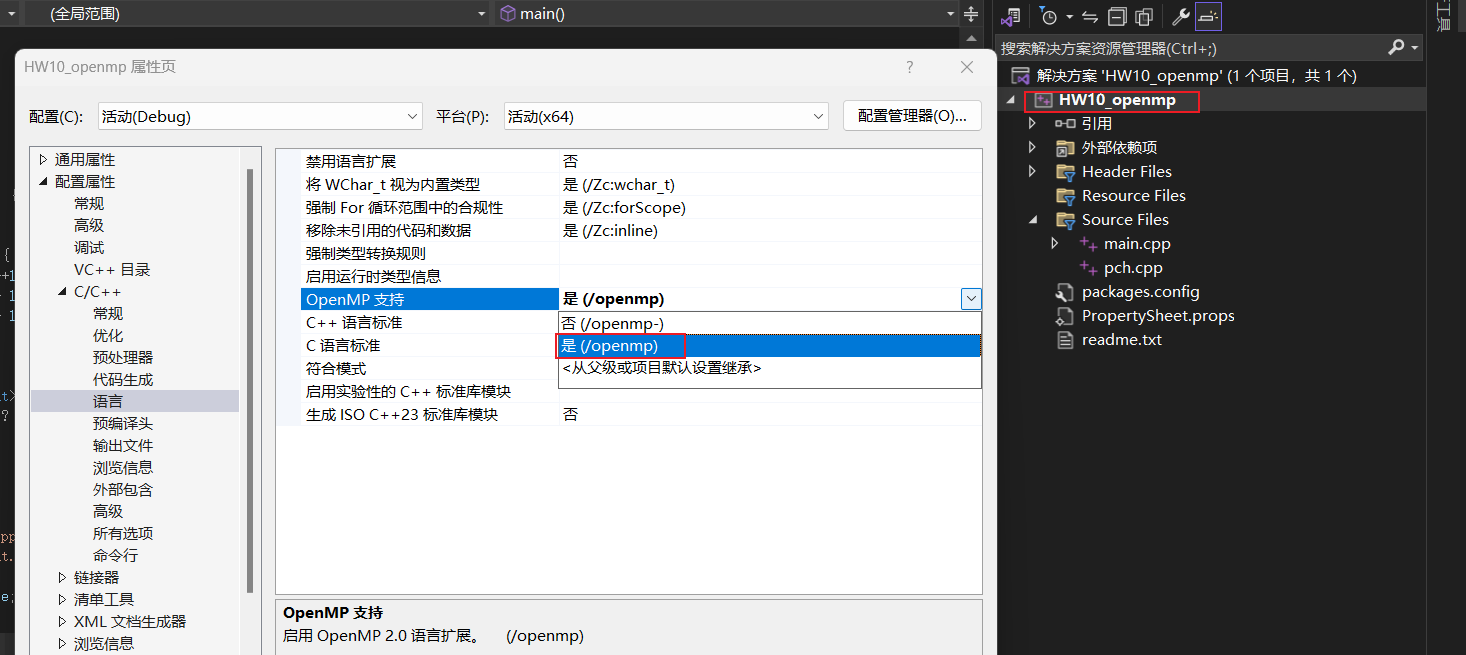 (全局范围)
main()
HW10_openmp 属性页
?
配置(C):
活动(Debug)
平台(P):
活动(x64)
配置管理器(O)...
通用属性
配置属性
常规
高级
调试
VC++ 目录
C/C++
常规
优化
预处理器
代码生成
语言
预编译头
输出文件
浏览信息
外部包含
高级
所有选项
命令行
链接器
清单工具
XML 文档生成器
浏览信息
禁用语言扩展 否
将 WChar_t 视为内置类型 是 (/Zc:wchar_t)
强制 For 循环范围中的合规性 是 (/Zc:forScope)
移除未引用的代码和数据 是 (/Zc:inline)
强制类型转换规则
启用运行时类型信息
OpenMP 支持 是 (/openmp)
C++ 语言标准
C 语言标准
符合模式
启用实验性的 C++ 标准库模块
生成 ISO C++23 标准库模块 否
否 (/openmp-)
是 (/openmp)
<从父级或项目默认设置继承>
OpenMP 支持
启用 OpenMP 2.0 语言扩展。 (/openmp)
搜索解决方案资源管理器(Ctrl+;)
解决方案 'HW10_openmp' (1 个项目，共 1 个)
HW10_openmp
引用
外部依赖项
Header Files
Resource Files
Source Files
main.cpp
pch.cpp
packages.config
PropertySheet.props
readme.txt
工具